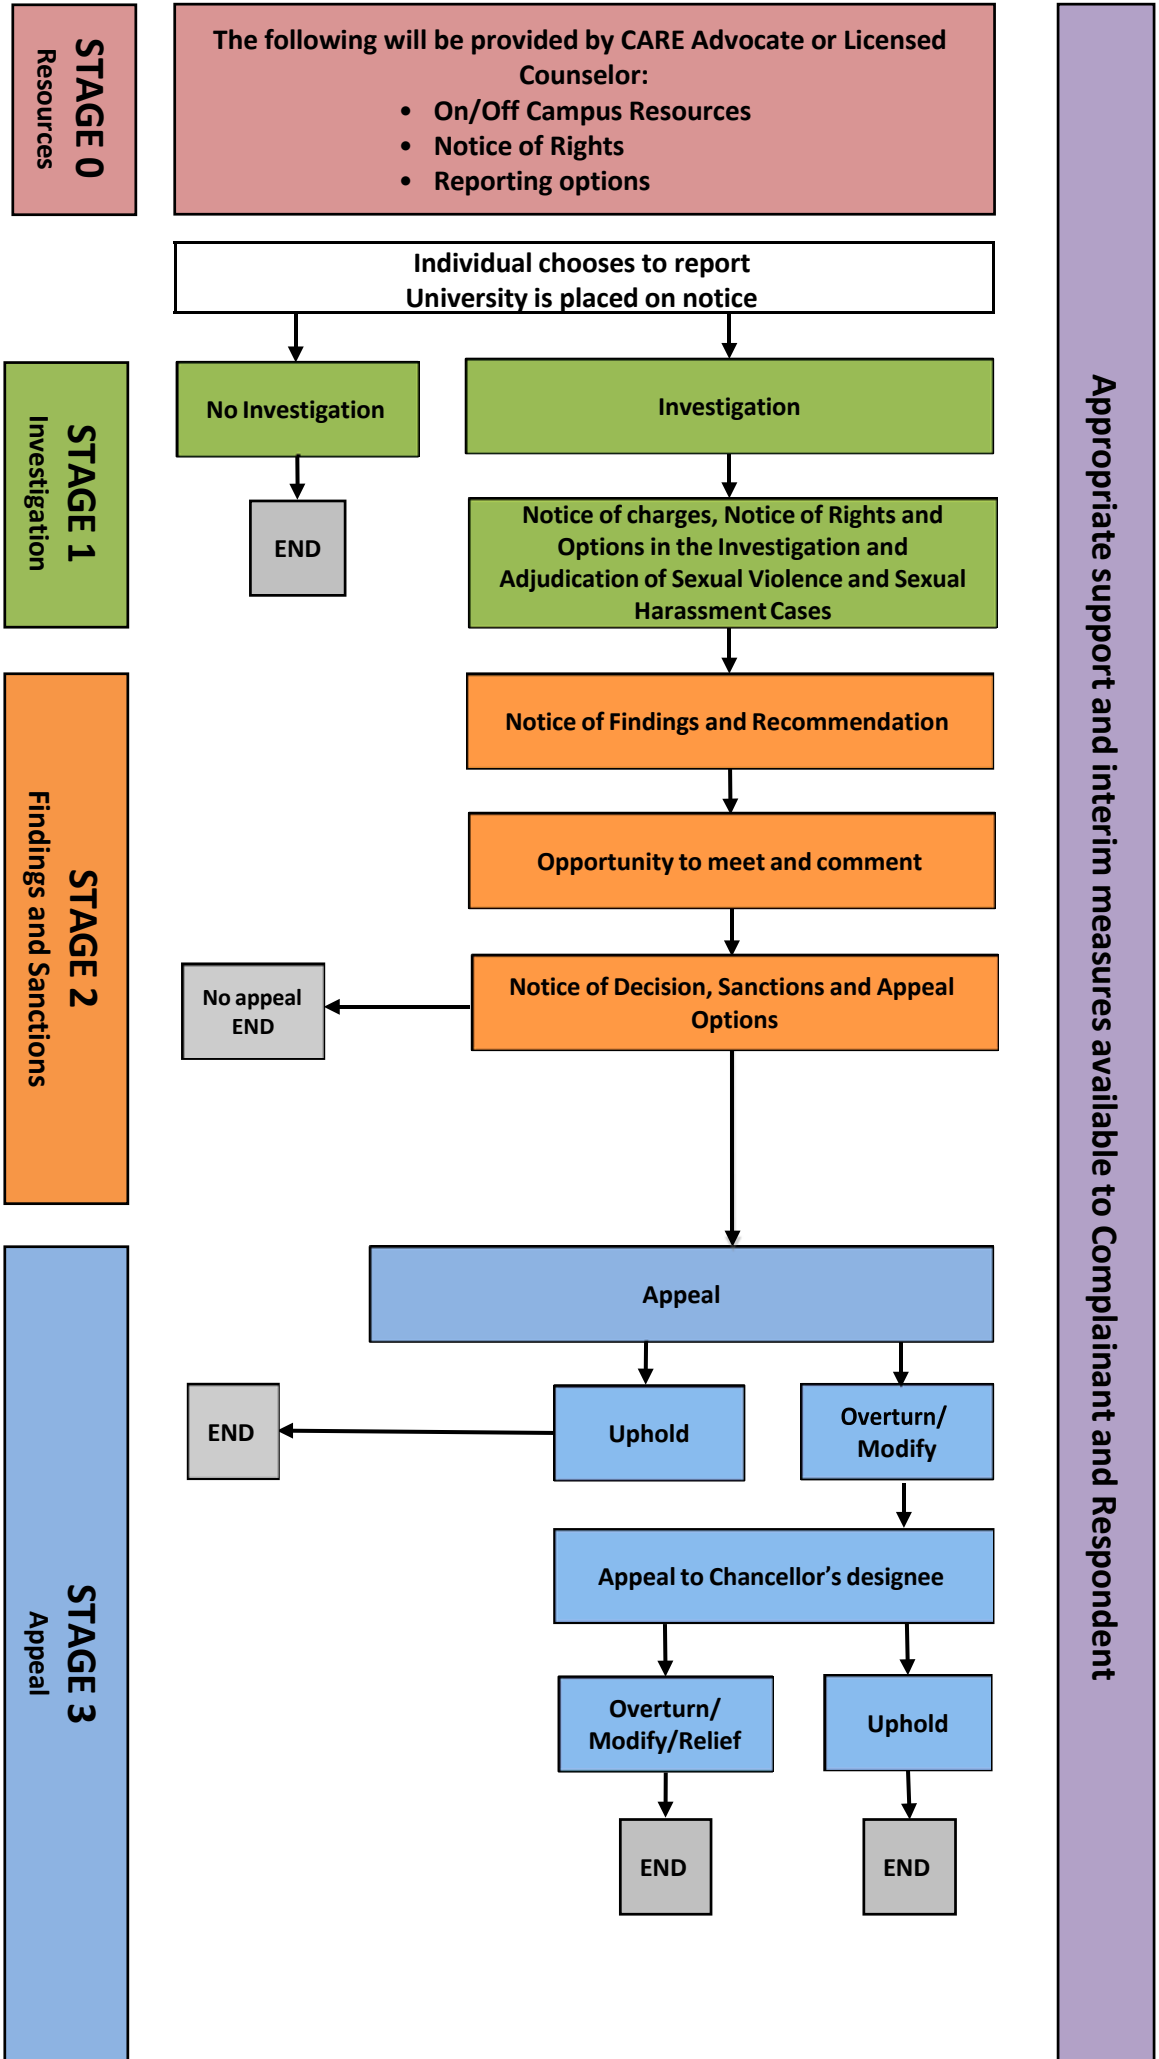 STAGE 0
Resources
The following will be provided by CARE Advocate or Licensed
Counselor:
• On/Off Campus Resources
• Notice of Rights
• Reporting options
Individual chooses to report
University is placed on notice
STAGE 1
Investigation
No Investigation
END
Investigation
Notice of charges, Notice of Rights and
Options in the Investigation and
Adjudication of Sexual Violence and Sexual
Harassment Cases
STAGE 2
Findings and Sanctions
Notice of Findings and Recommendation
Opportunity to meet and comment
Notice of Decision, Sanctions and Appeal
Options
No appeal
END
STAGE 3
Appeal
Appeal
Uphold
END
Overturn/
Modify
Appeal to Chancellor’s designee
Overturn/
Modify/Relief
Uphold
END
END
Appropriate support and interim measures available to Complainant and Respondent